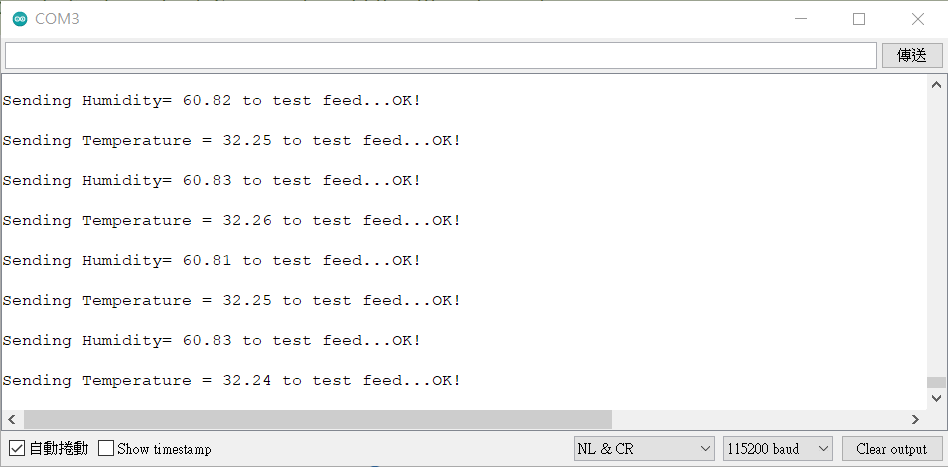 COM3
傳送
Sending Humidity= 60.82 to test feed...OK!
Sending Temperature = 32.25 to test feed...OK!
Sending Humidity= 60.83 to test feed...OK!
Sending Temperature = 32.26 to test feed...OK!
Sending Humidity= 60.81 to test feed...OK!
Sending Temperature = 32.25 to test feed...OK!
Sending Humidity= 60.83 to test feed...OK!
Sending Temperature = 32.24 to test feed...OK!
自動捲動 Show timestamp NL & CR 115200 baud Clear output